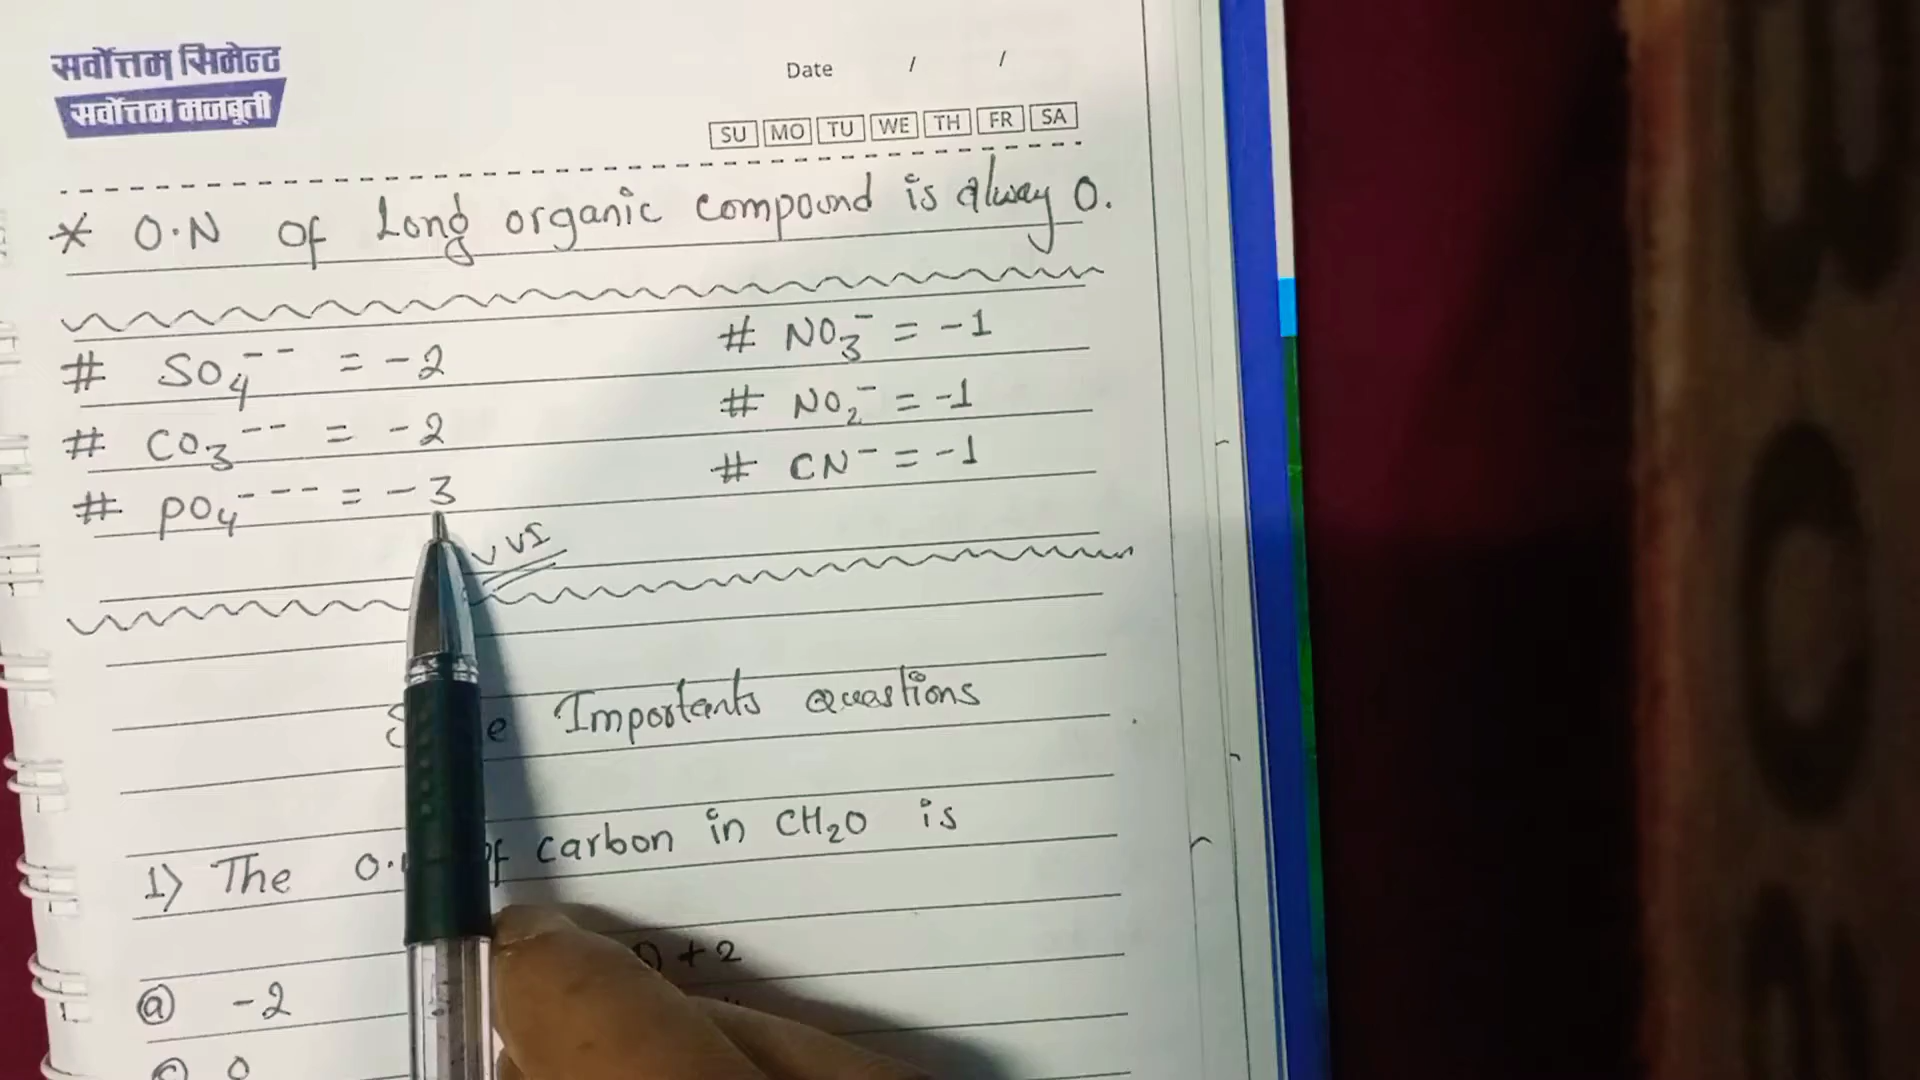 सर्वोत्तम सिमेन्ट
सर्वोत्तम मजबूती
Date / /
SU MO TU WE TH FR SA
* O.N of Long organic compound is alway 0.
# SO₄⁻⁻ = -2
# NO₃⁻ = -1
# CO₃⁻⁻ = -2
# NO₂⁻ = -1
# PO₄⁻⁻⁻ = -3
# CN⁻ = -1
VVI
Importants questions
1) The of carbon in CH₂O is
ⓐ -2
+2
ⓒ 0